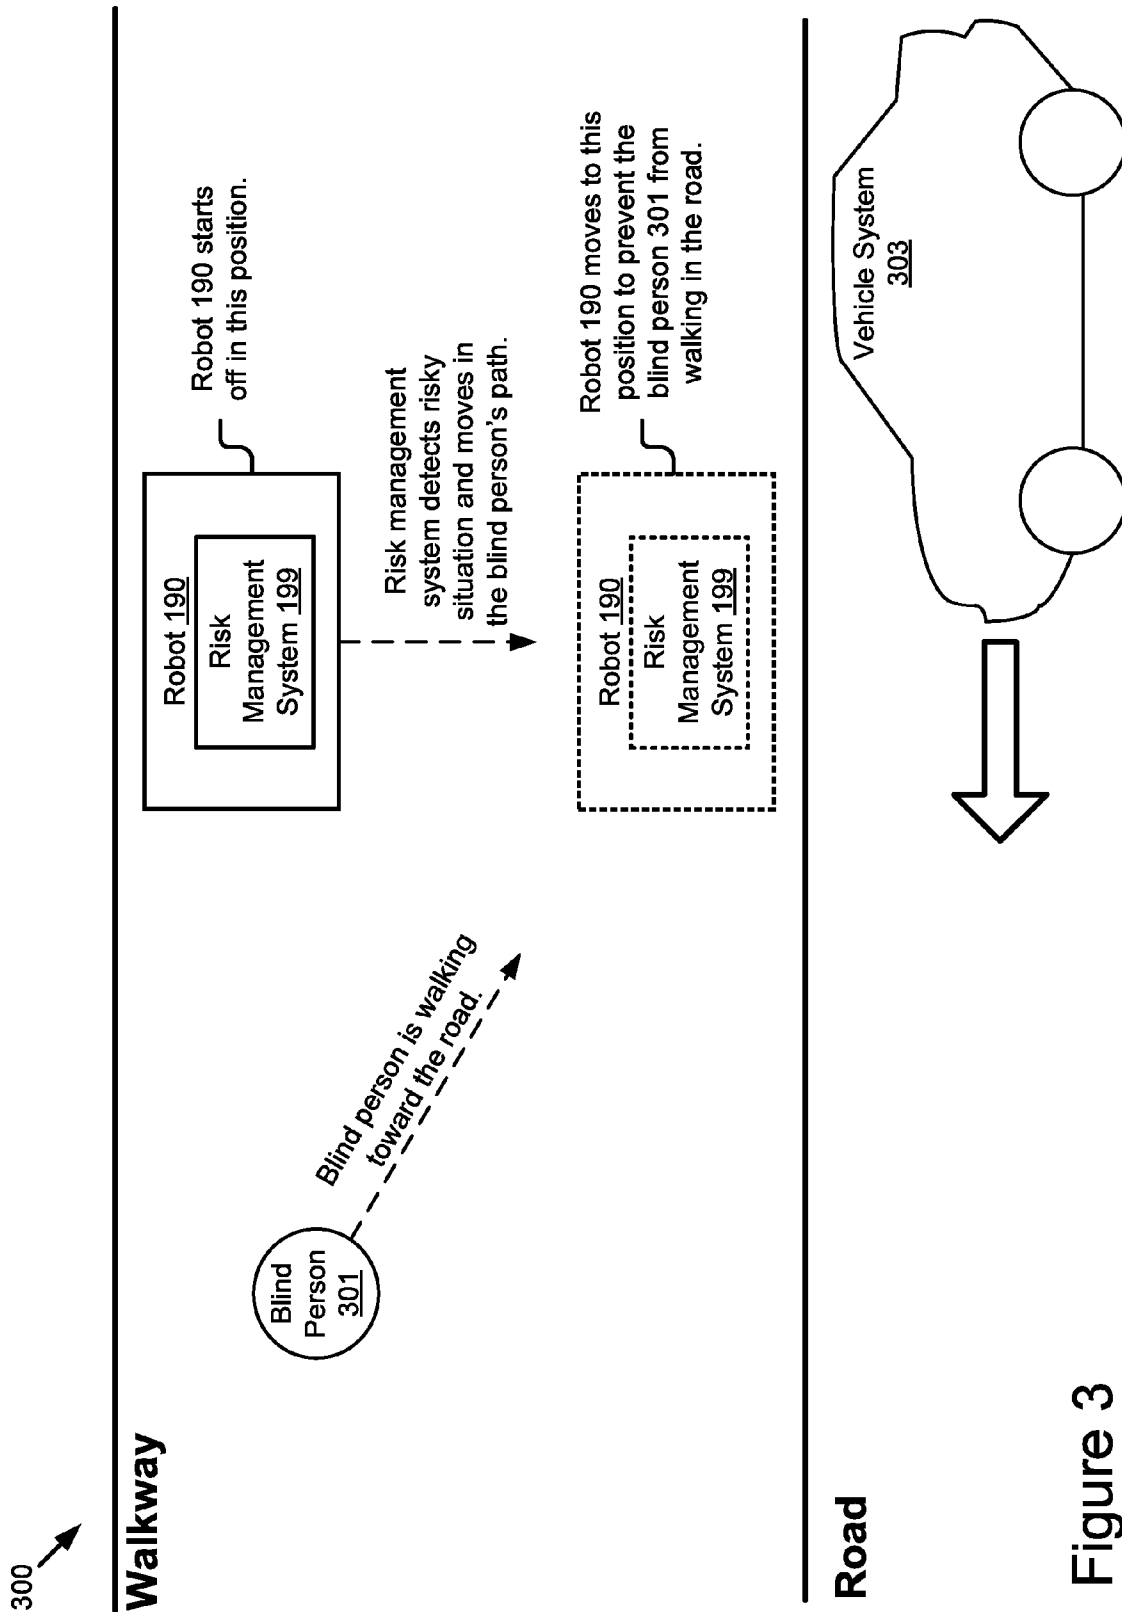 300
Walkway
Robot 190
Risk
Management
System 199
Robot 190 starts
off in this position.
Risk management
system detects risky
situation and moves in
the blind person's path.
Blind
Person
301
Blind person is walking
toward the road.
Robot 190
Risk
Management
System 199
Robot 190 moves to this
position to prevent the
blind person 301 from
walking in the road.
Road
Vehicle System
303
Figure 3